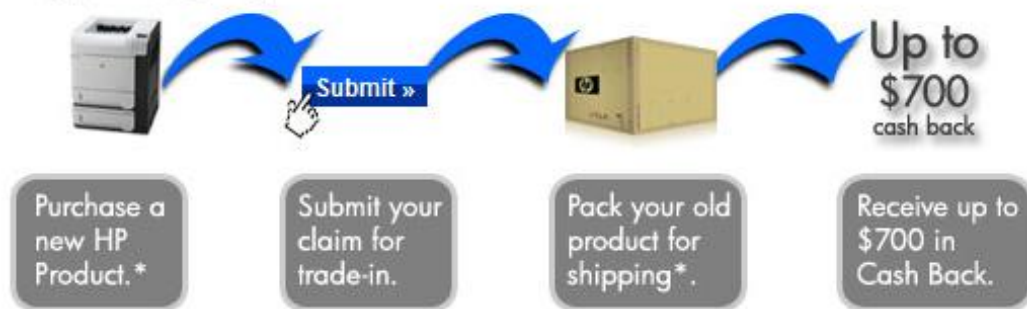 Submit »
hp
Up to
$700
cash back
Purchase a
new HP
Product.*
Submit your
claim for
trade-in.
Pack your old
product for
shipping*.
Receive up to
$700 in
Cash Back.